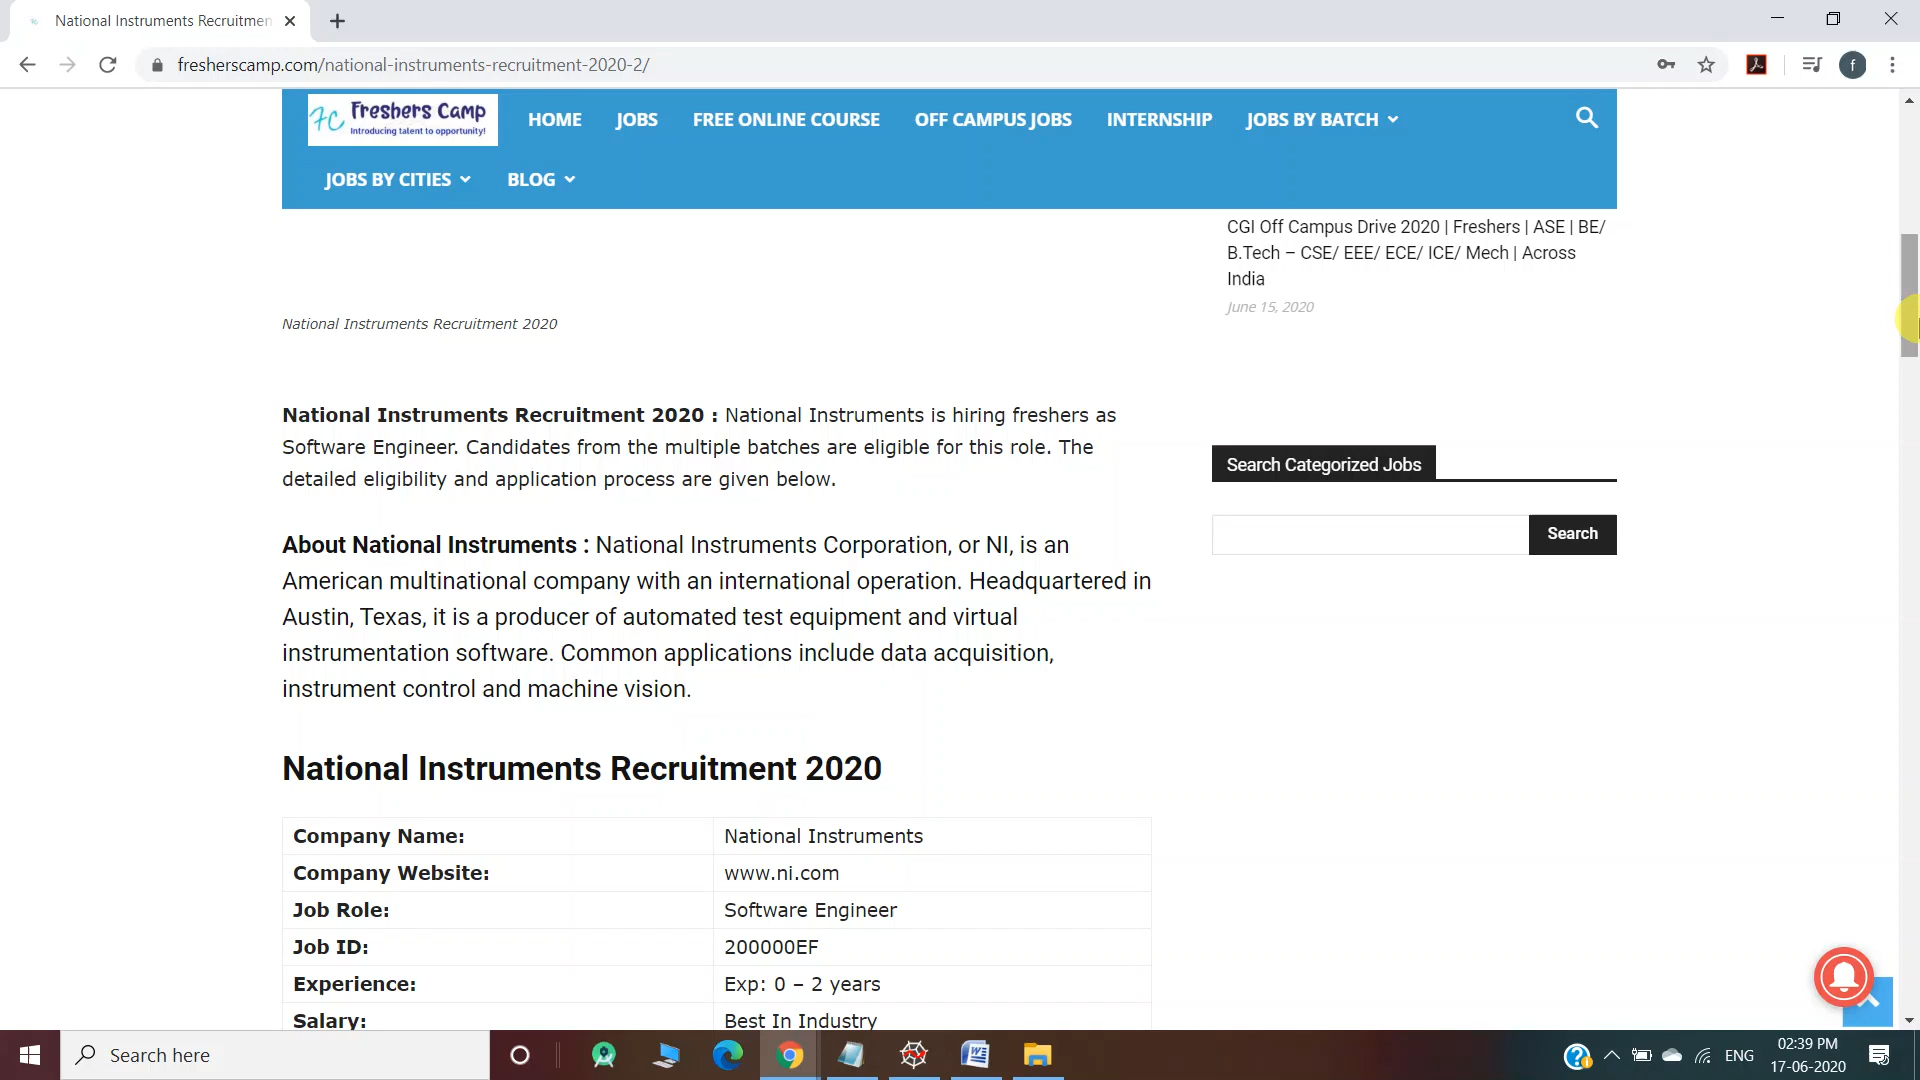 National Instruments Recruitmen
fresherscamp.com/national-instruments-recruitment-2020-2/
f
FC Freshers Camp
Introducing talent to opportunity!
HOME
JOBS
FREE ONLINE COURSE
OFF CAMPUS JOBS
INTERNSHIP
JOBS BY BATCH
JOBS BY CITIES
BLOG
CGI Off Campus Drive 2020 | Freshers | ASE | BE/
B.Tech – CSE/ EEE/ ECE/ ICE/ Mech | Across
India
June 15, 2020
National Instruments Recruitment 2020
National Instruments Recruitment 2020 : National Instruments is hiring freshers as
Software Engineer. Candidates from the multiple batches are eligible for this role. The
detailed eligibility and application process are given below.
Search Categorized Jobs
Search
About National Instruments : National Instruments Corporation, or NI, is an
American multinational company with an international operation. Headquartered in
Austin, Texas, it is a producer of automated test equipment and virtual
instrumentation software. Common applications include data acquisition,
instrument control and machine vision.
National Instruments Recruitment 2020
Company Name: National Instruments
Company Website: www.ni.com
Job Role: Software Engineer
Job ID: 200000EF
Experience: Exp: 0 – 2 years
Salary: Best In Industry
Search here
ENG
02:39 PM
17-06-2020